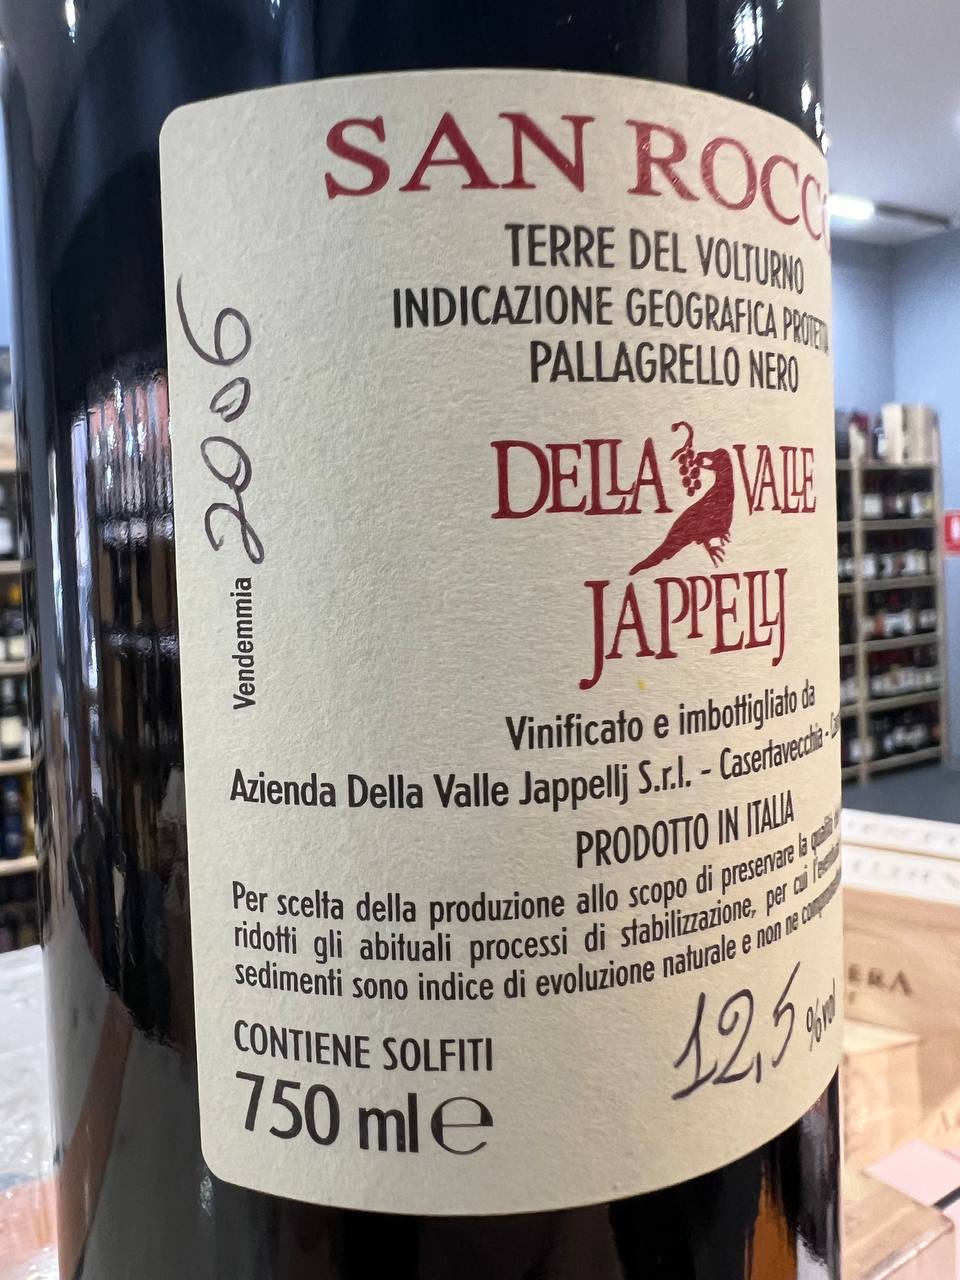 SAN ROCCO
TERRE DEL VOLTURNO
INDICAZIONE GEOGRAFICA PROTETTA
PALLAGRELLO NERO
DELLA VALLE
JAPPELLJ
Vendemmia 2006
Vinificato e imbottigliato da
Azienda Della Valle Jappellj S.r.l. - Casertavecchia -
PRODOTTO IN ITALIA
Per scelta della produzione allo scopo di preservare la qualità
ridotti gli abituali processi di stabilizzazione, per cui
sedimenti sono indice di evoluzione naturale e non ne
12,5 %vol
CONTIENE SOLFITI
750 ml e